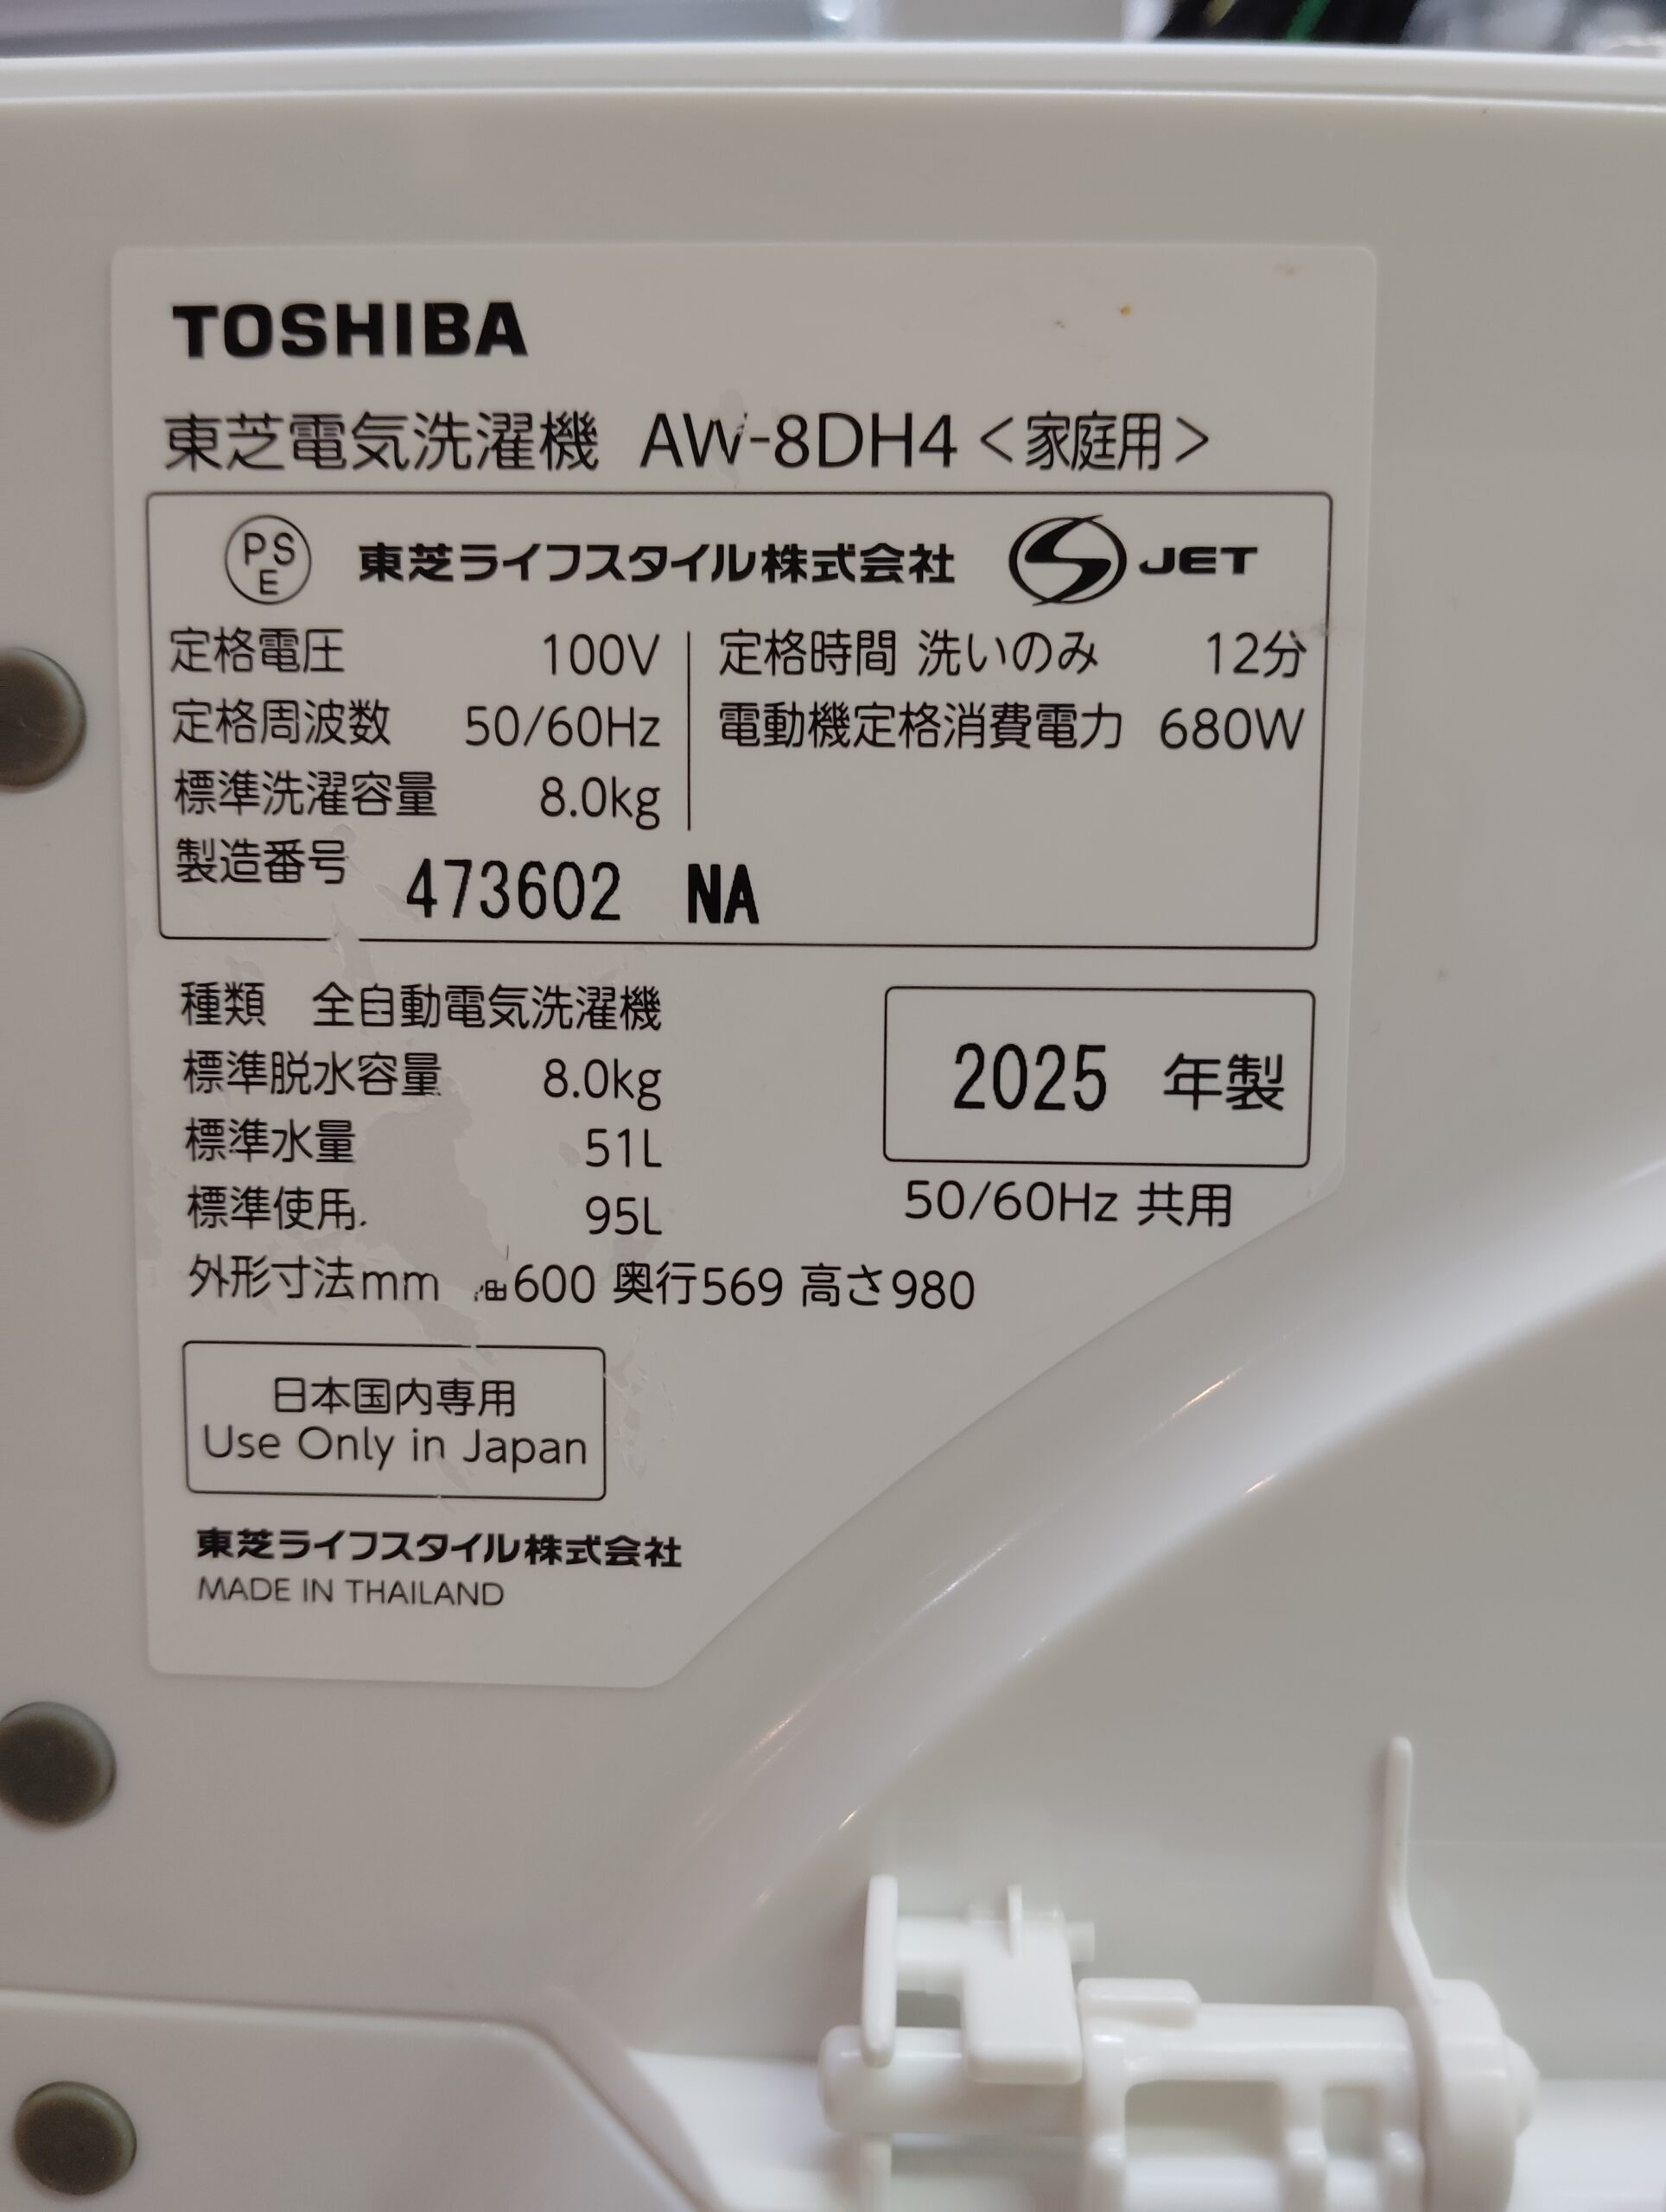 TOSHIBA
東芝電気洗濯機 AW-8DH4 <家庭用>
PSE 東芝ライフスタイル株式会社 JET
定格電圧 100V
定格周波数 50/60Hz
標準洗濯容量 8.0kg
定格時間 洗いのみ 12分
電動機定格消費電力 680W
製造番号 473602 NA
種類 全自動電気洗濯機
標準脱水容量 8.0kg
標準水量 51L
標準使用 95L
外形寸法mm 600 奥行569 高さ980
2025 年製
50/60Hz 共用
日本国内専用
Use Only in Japan
東芝ライフスタイル株式会社
MADE IN THAILAND